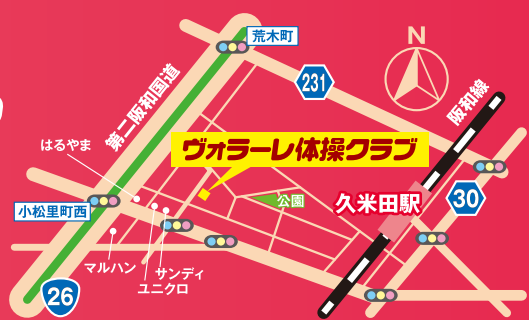 荒木町
N
231
第二阪和国道
阪和線
はるやま
ヴォラーレ体操クラブ
公園
久米田駅
30
小松里町西
マルハン
サンディ
ユニクロ
26